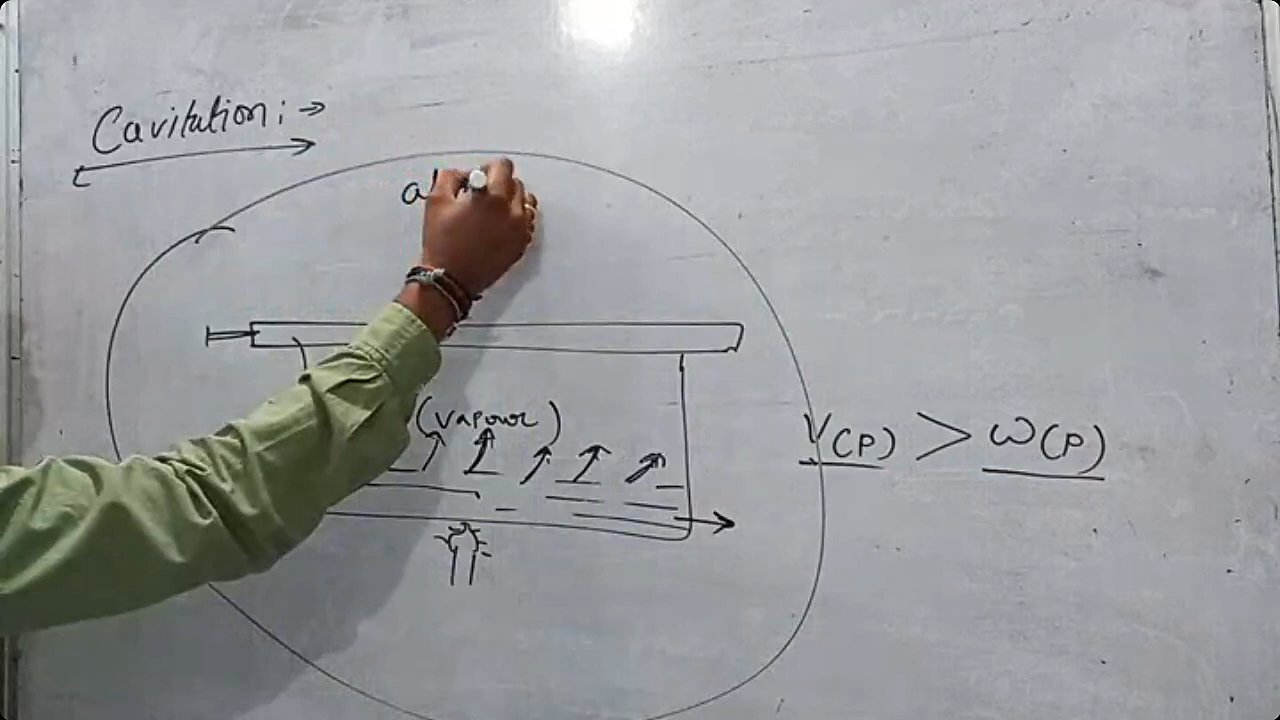 Cavitation :→
(Vapour)
V(P) > W(P)